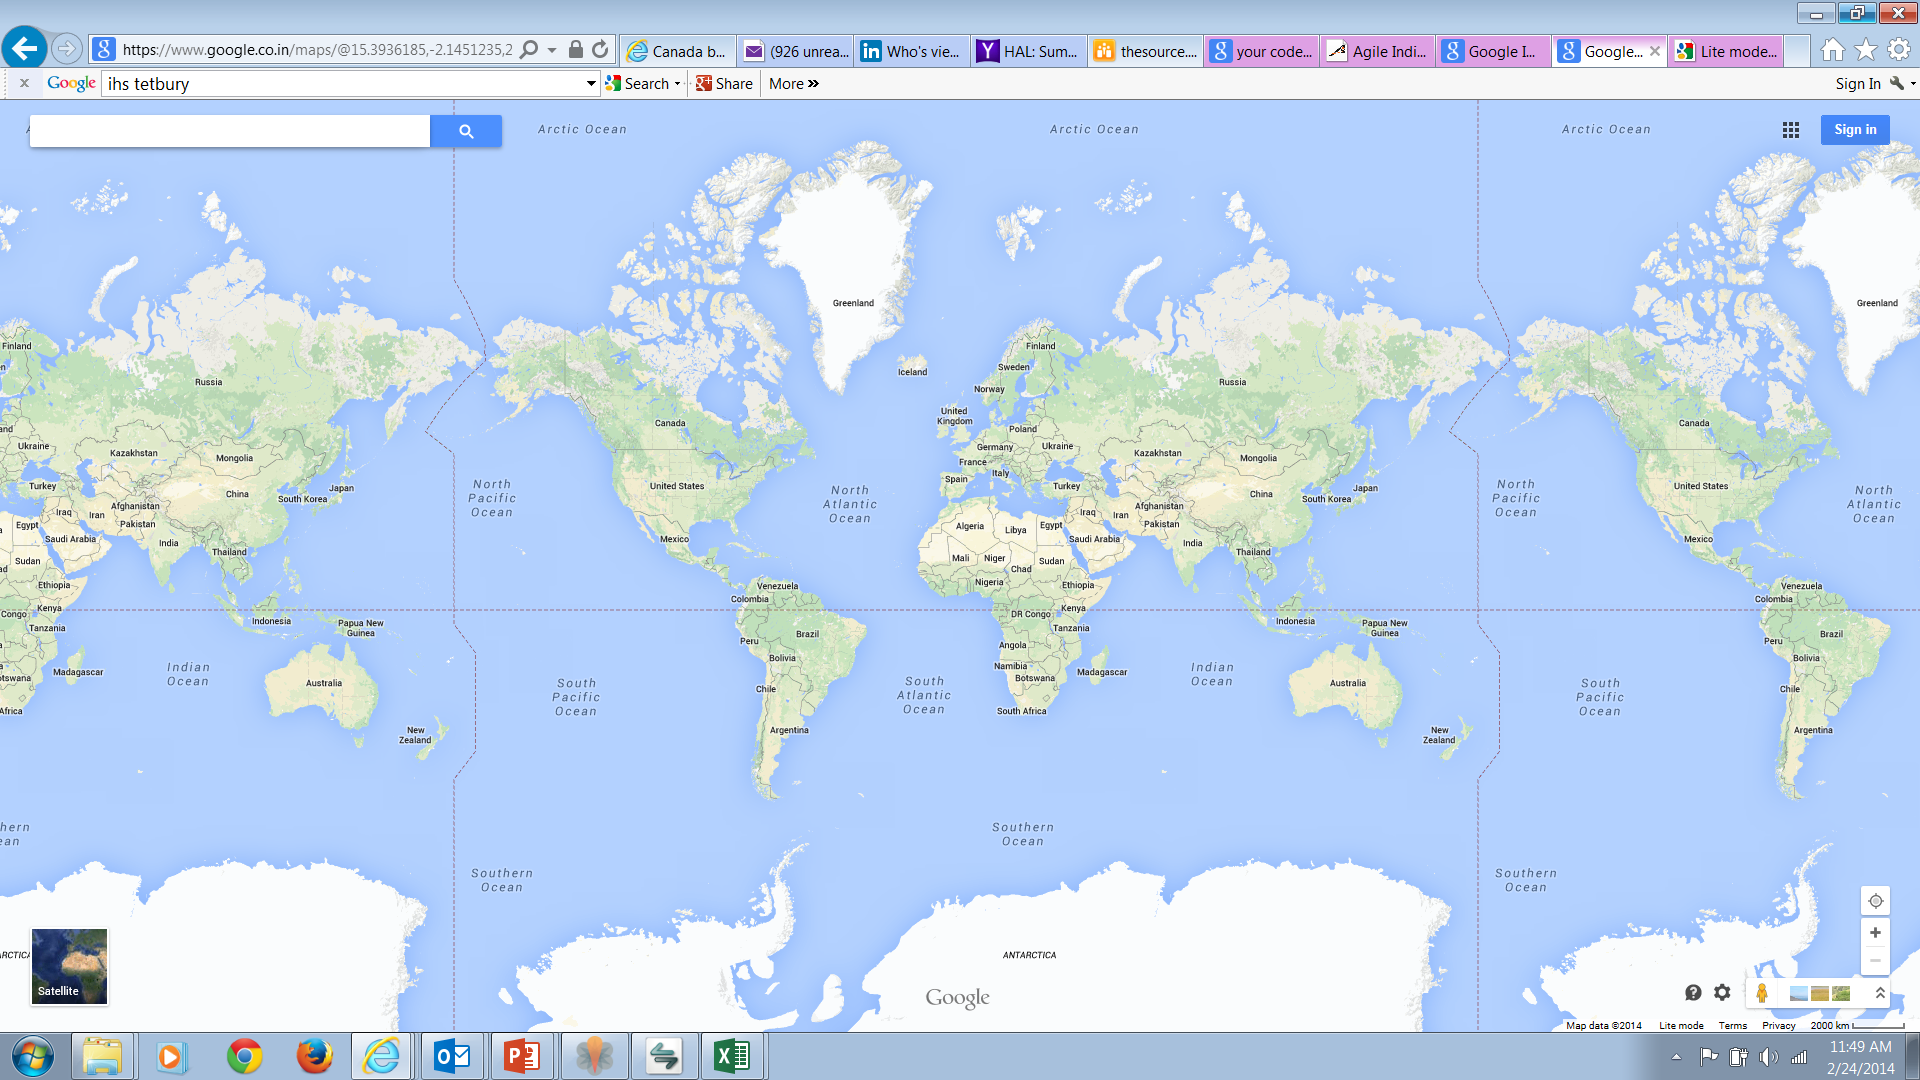 https://www.google.co.in/maps/@15.3936185,-2.1451235,2
Canada b...
(926 unrea...
Who's vie...
HAL: Sum...
thesource....
your code...
Agile Indi...
Google I...
Google...
Lite mode...
Google
ihs tetbury
Search
Share
More
Sign In
Arctic Ocean
Arctic Ocean
Arctic Ocean
Sign in
Greenland
Greenland
Finland
Russia
Iceland
Finland
Sweden
Norway
Russia
United
Kingdom
Canada
Poland
Germany
Ukraine
France
Italy
Spain
Turkey
Kazakhstan
Mongolia
China
South Korea
Japan
Canada
Ukraine
Kazakhstan
Mongolia
Turkey
China
South Korea
Japan
Iraq
Iran
Afghanistan
Pakistan
Egypt
Saudi Arabia
India
Thailand
Sudan
Ethiopia
Kenya
Congo
Tanzania
Indonesia
Papua New
Guinea
Madagascar
Botswana
Africa
Indian
Ocean
Australia
New
Zealand
North
Pacific
Ocean
United States
Mexico
North
Atlantic
Ocean
Venezuela
Colombia
Peru
Brazil
Bolivia
Chile
Argentina
South
Pacific
Ocean
South
Atlantic
Ocean
Algeria
Libya
Egypt
Iraq
Iran
Afghanistan
Pakistan
Saudi Arabia
Mali
Niger
Chad
Sudan
India
Thailand
Nigeria
Ethiopia
DR Congo
Kenya
Tanzania
Angola
Namibia
Botswana
Madagascar
South Africa
Indonesia
Papua New
Guinea
Indian
Ocean
Australia
New
Zealand
North
Pacific
Ocean
United States
Mexico
North
Atlantic
Ocean
Venezuela
Colombia
Peru
Brazil
Bolivia
Chile
Argentina
South
Pacific
Ocean
Southern
Ocean
Southern
Ocean
Southern
Ocean
ANTARCTICA
Satellite
Google
Map data ©2014
Lite mode
Terms
Privacy
2000 km
11:49 AM
2/24/2014